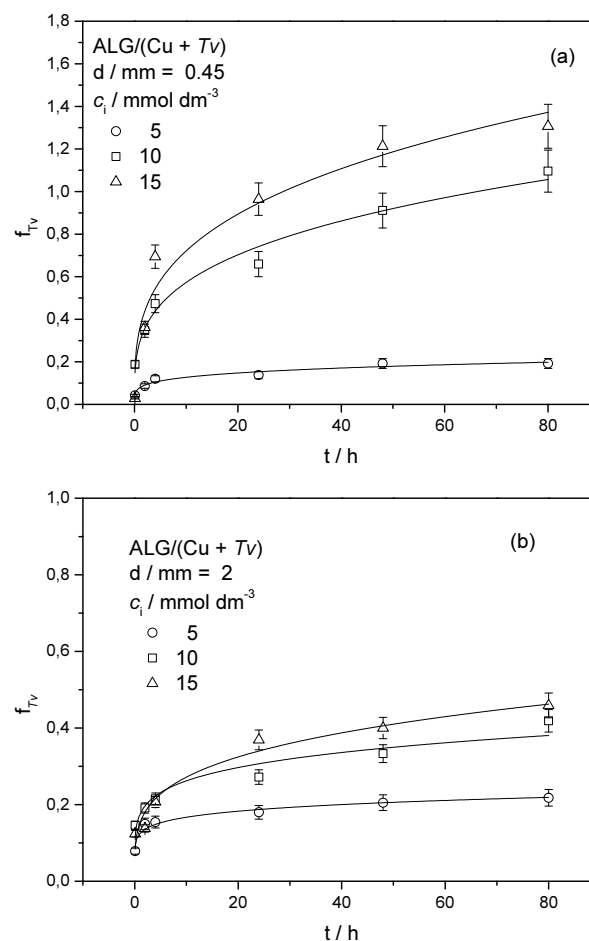 ALG/(Cu + Tv)
d / mm = 0.45
cᵢ / mmol dm⁻³
5
10
15
(a)
1,8
1,6
1,4
1,2
1,0
0,8
0,6
0,4
0,2
0,0
f_Tv
0 20 40 60 80
t / h
ALG/(Cu + Tv)
d / mm = 2
cᵢ / mmol dm⁻³
5
10
15
(b)
1,0
0,8
0,6
0,4
0,2
0,0
f_Tv
0 20 40 60 80
t / h